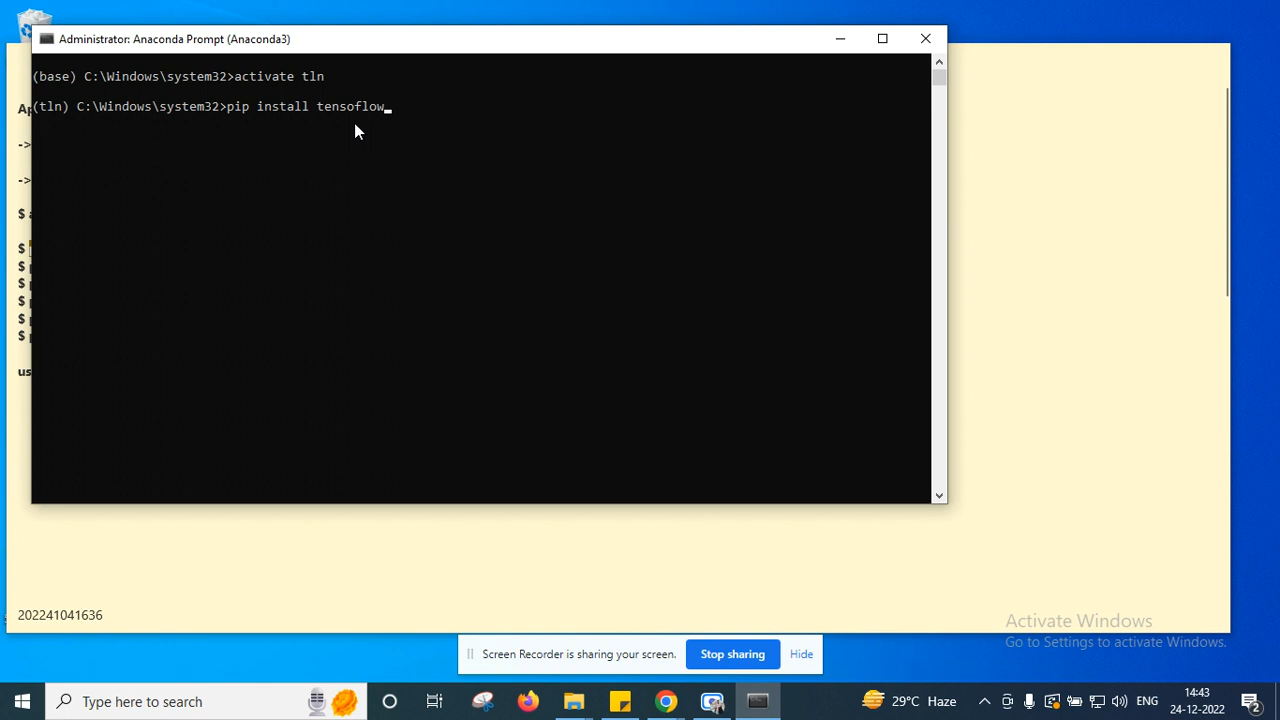 Administrator: Anaconda Prompt (Anaconda3)
(base) C:\Windows\system32>activate tln
(tln) C:\Windows\system32>pip install tensoflow
->
->
$
$
$
$
$
$
$
us
202241041636
Activate Windows
Go to Settings to activate Windows.
Screen Recorder is sharing your screen.
Stop sharing
Hide
Type here to search
29°C Haze
ENG
14:43
24-12-2022
2